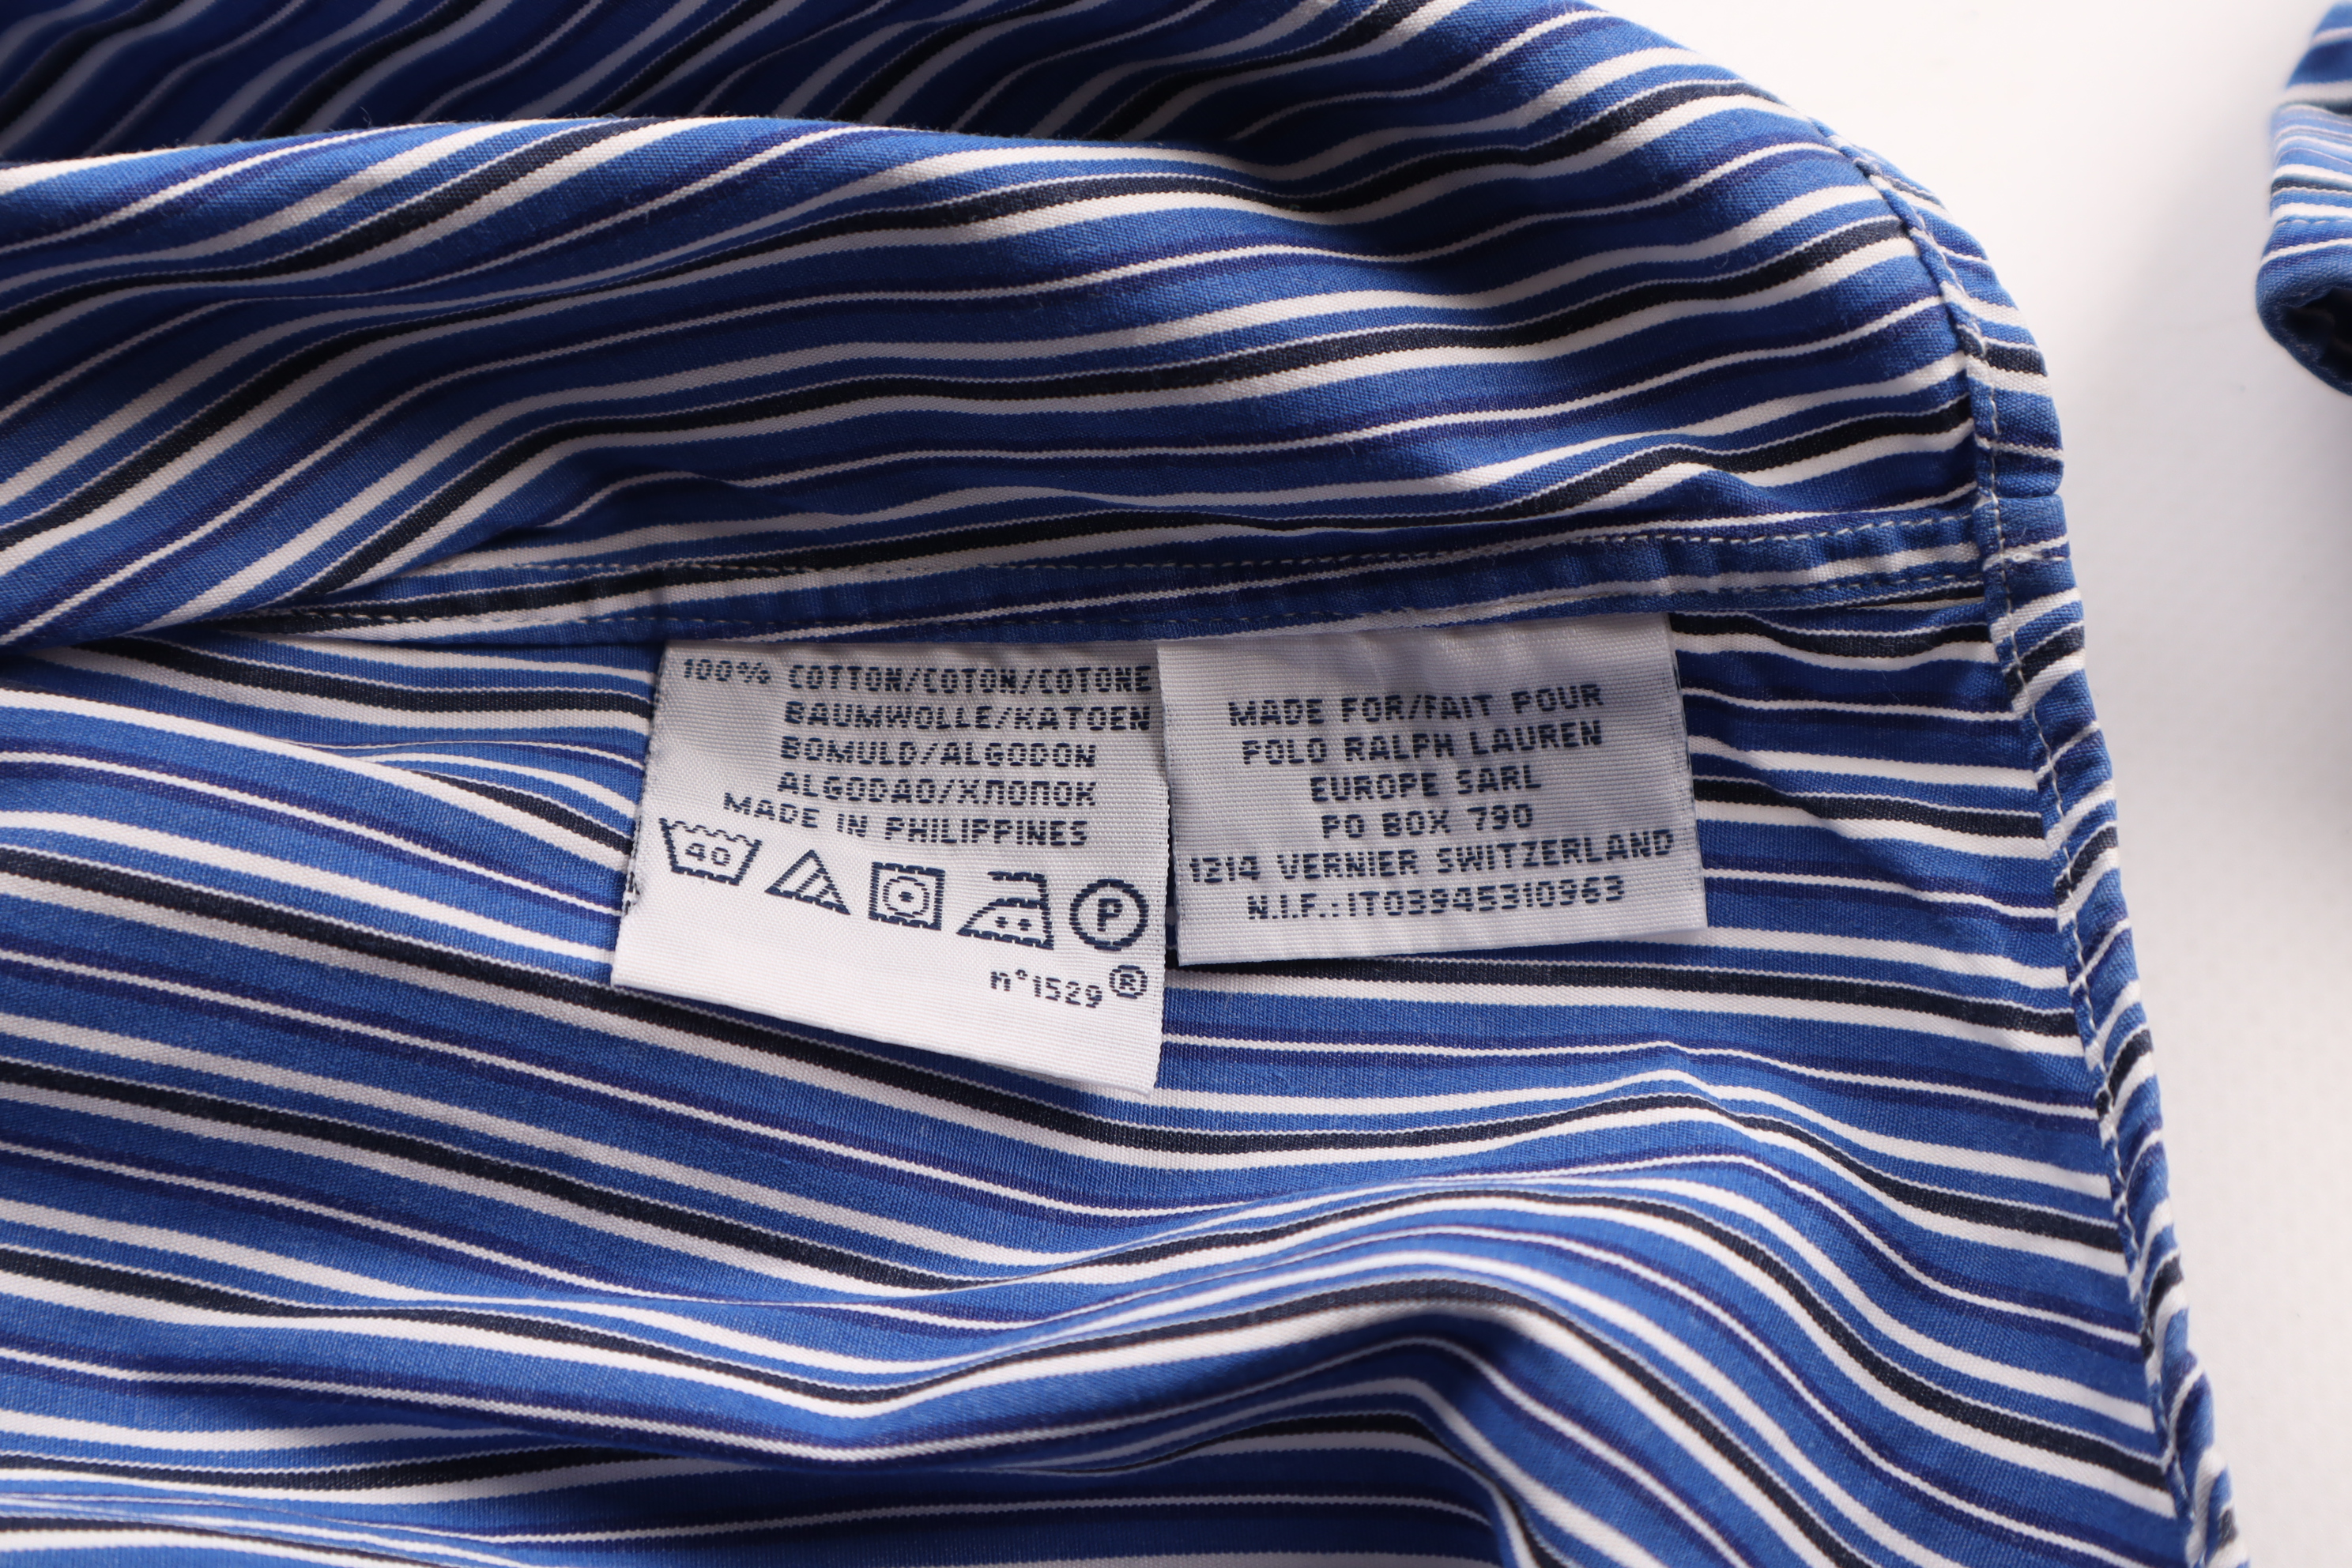 100% COTTON/COTON/COTONE
BAUMWOLLE/KATOEN
BOMULD/ALGODON
ALGODAO/ХЛОПОК
MADE IN PHILIPPINES
40
P
n°1529®
MADE FOR/FAIT POUR
POLO RALPH LAUREN
EUROPE SARL
PO BOX 790
1214 VERNIER SWITZERLAND
N.I.F.:IT03945310963